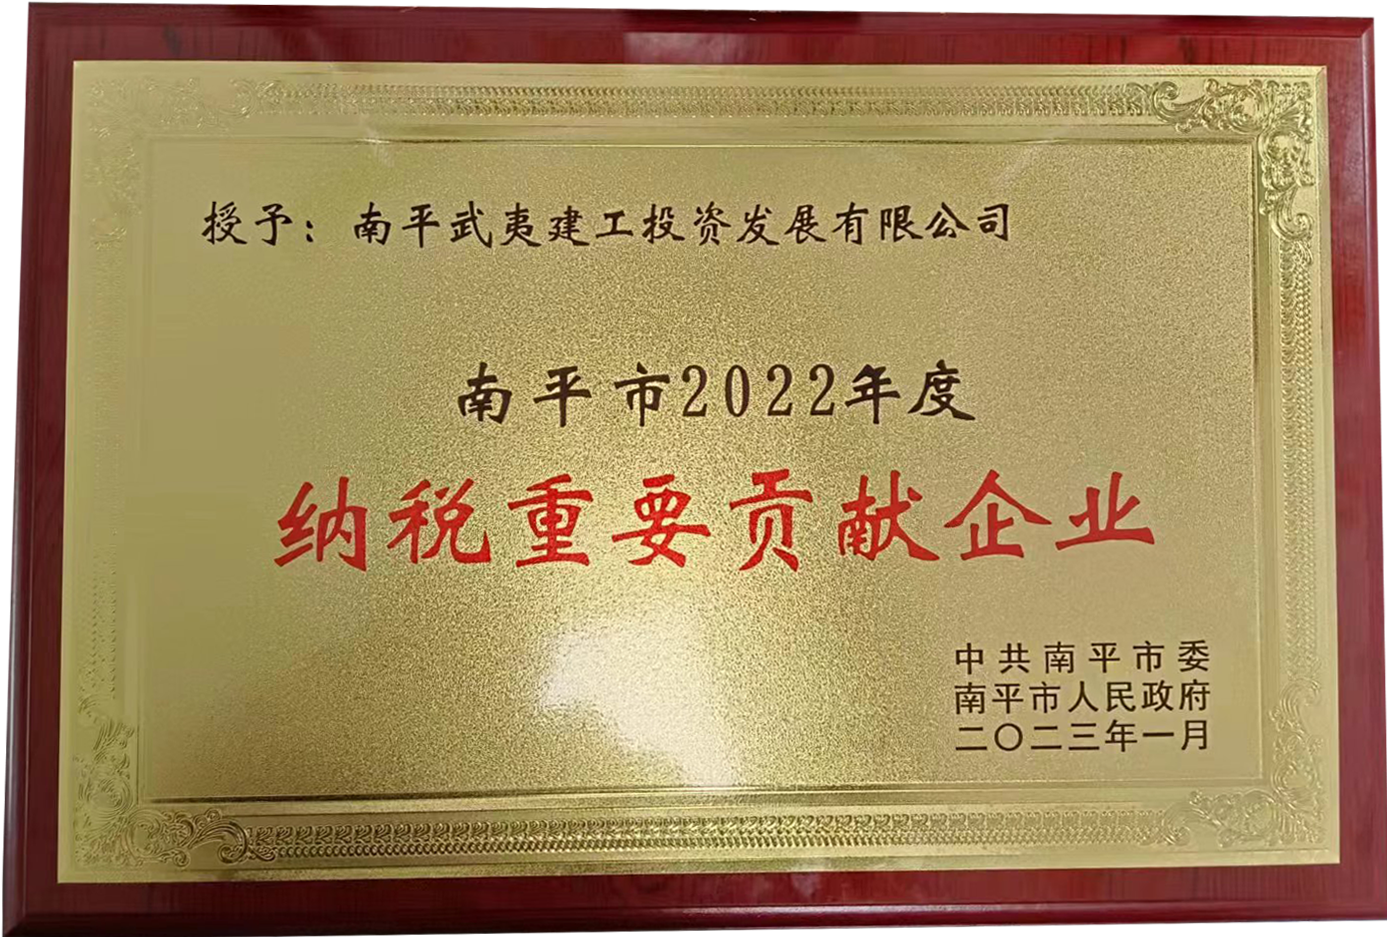 授予：南平武夷建工投资发展有限公司
南平市2022年度
纳税重要贡献企业
中共南平市委
南平市人民政府
二〇二三年一月